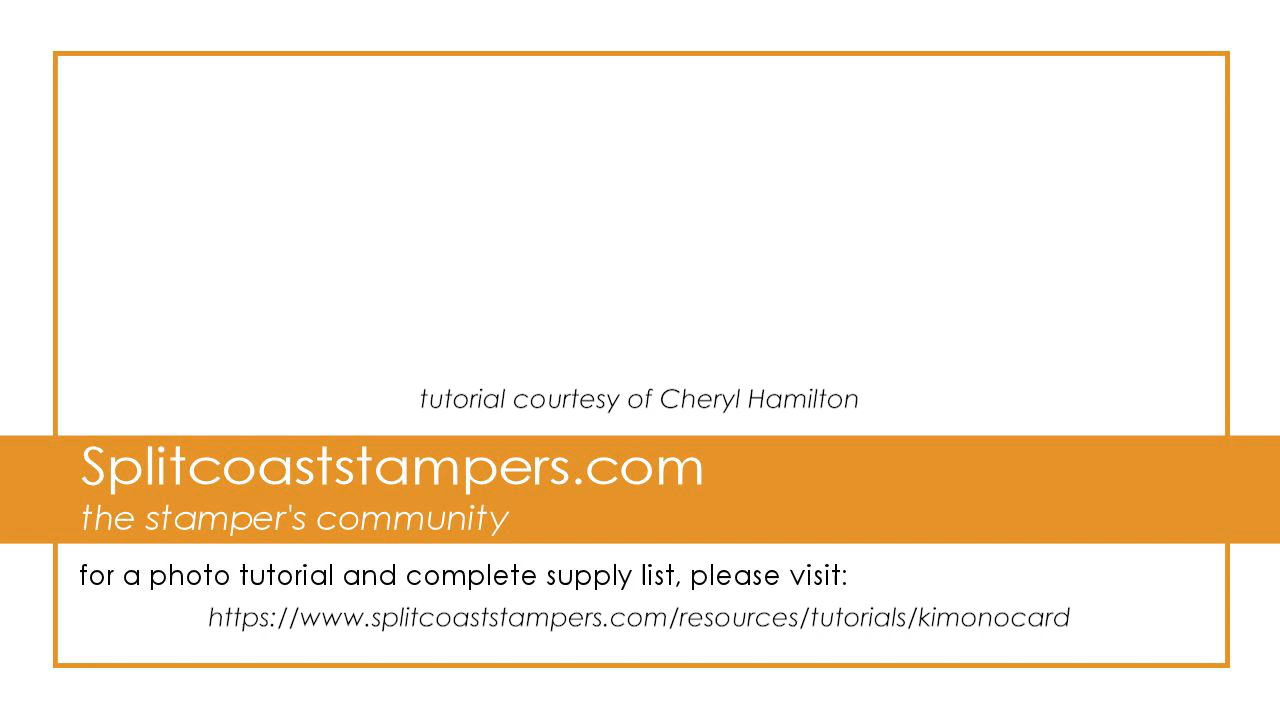 tutorial courtesy of Cheryl Hamilton
Splitcoaststampers.com
the stamper's community
for a photo tutorial and complete supply list, please visit:
https://www.splitcoaststampers.com/resources/tutorials/kimonocard